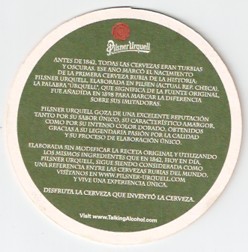 Pilsner Urquell
ANTES DE 1842, TODAS LAS CERVEZAS ERAN TURBIAS
Y OSCURAS. ESE AÑO MARCÓ EL NACIMIENTO
DE LA PRIMERA CERVEZA RUBIA DE LA HISTORIA:
PILSNER URQUELL, ELABORADA EN PILSEN (ACTUAL REP. CHECA).
LA PALABRA "URQUELL", QUE SIGNIFICA DE LA FUENTE ORIGINAL,
FUE AÑADIDA EN 1898 PARA MARCAR LA DIFERENCIA
SOBRE SUS IMITADORAS.
PILSNER URQUELL GOZA DE UNA EXCELENTE REPUTACIÓN
TANTO POR SU SABOR ÚNICO, SU CARACTERÍSTICO AMARGOR,
COMO POR SU INTENSO COLOR DORADO, OBTENIDOS
GRACIAS A SU LEGENDARIA PASIÓN POR LA CALIDAD
Y SU PROCESO DE ELABORACIÓN ÚNICO.
ELABORADA SIN MODIFICAR LA RECETA ORIGINAL Y UTILIZANDO
LOS MISMOS INGREDIENTES QUE EN 1842, HOY EN DÍA,
PILSNER URQUELL, SIGUE SIENDO CONSIDERADA COMO
UNA REFERENCIA ENTRE LAS CERVEZAS RUBIAS DEL MUNDO.
VISÍTANOS EN WWW.PILSNER-URQUELL.COM
Y VIVE UNA EXPERIENCIA ÚNICA.
DISFRUTA LA CERVEZA QUE INVENTÓ LA CERVEZA.
Visit www.TalkingAlcohol.com